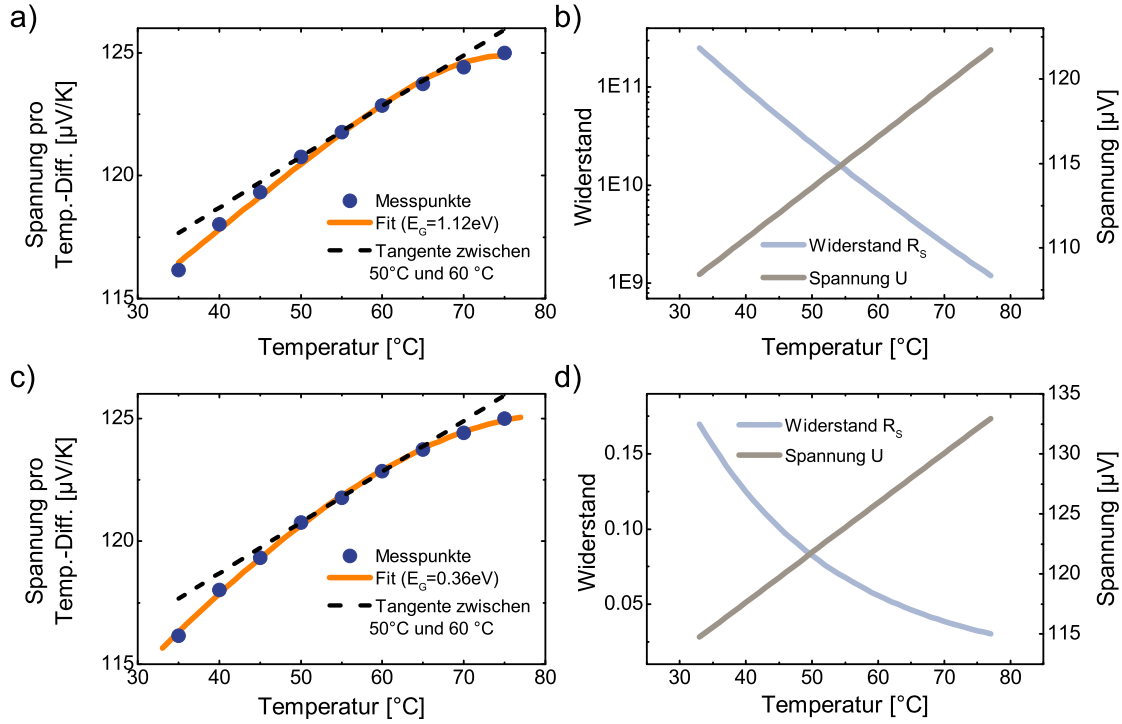 a)
Spannung pro
Temp.-Diff. [µV/K]
125
120
115
30
40
50
60
70
80
Temperatur [°C]
Messpunkte
Fit (E_G=1.12eV)
Tangente zwischen
50°C und 60 °C
b)
Widerstand
1E11
1E10
1E9
30
40
50
60
70
80
Temperatur [°C]
Widerstand R_S
Spannung U
120
115
110
Spannung [µV]
c)
Spannung pro
Temp.-Diff. [µV/K]
125
120
115
30
40
50
60
70
80
Temperatur [°C]
Messpunkte
Fit (E_G=0.36eV)
Tangente zwischen
50°C und 60 °C
d)
Widerstand
0.15
0.10
0.05
30
40
50
60
70
80
Temperatur [°C]
Widerstand R_S
Spannung U
135
130
125
120
115
Spannung [µV]